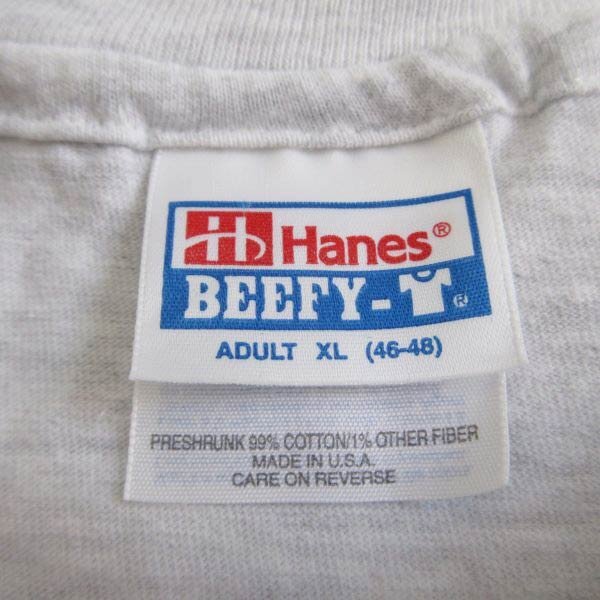 Hanes®
BEEFY-T®
ADULT XL (46-48)
PRESHRUNK 99% COTTON/1% OTHER FIBER
MADE IN U.S.A.
CARE ON REVERSE